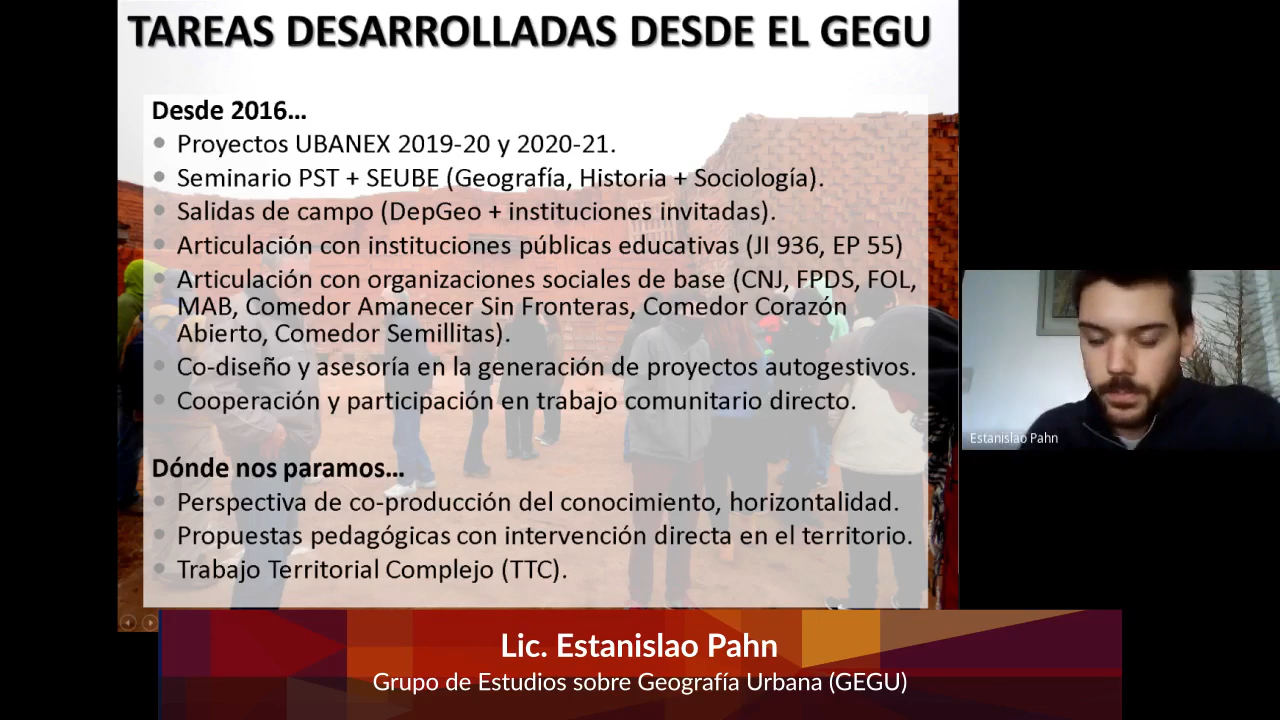 TAREAS DESARROLLADAS DESDE EL GEGU
Desde 2016...
• Proyectos UBANEX 2019-20 y 2020-21.
• Seminario PST + SEUBE (Geografía, Historia + Sociología).
• Salidas de campo (DepGeo + instituciones invitadas).
• Articulación con instituciones públicas educativas (JI 936, EP 55)
• Articulación con organizaciones sociales de base (CNJ, FPDS, FOL,
MAB, Comedor Amanecer Sin Fronteras, Comedor Corazón
Abierto, Comedor Semillitas).
• Co-diseño y asesoría en la generación de proyectos autogestivos.
• Cooperación y participación en trabajo comunitario directo.
Dónde nos paramos...
• Perspectiva de co-producción del conocimiento, horizontalidad.
• Propuestas pedagógicas con intervención directa en el territorio.
• Trabajo Territorial Complejo (TTC).
Estanislao Pahn
Lic. Estanislao Pahn
Grupo de Estudios sobre Geografía Urbana (GEGU)